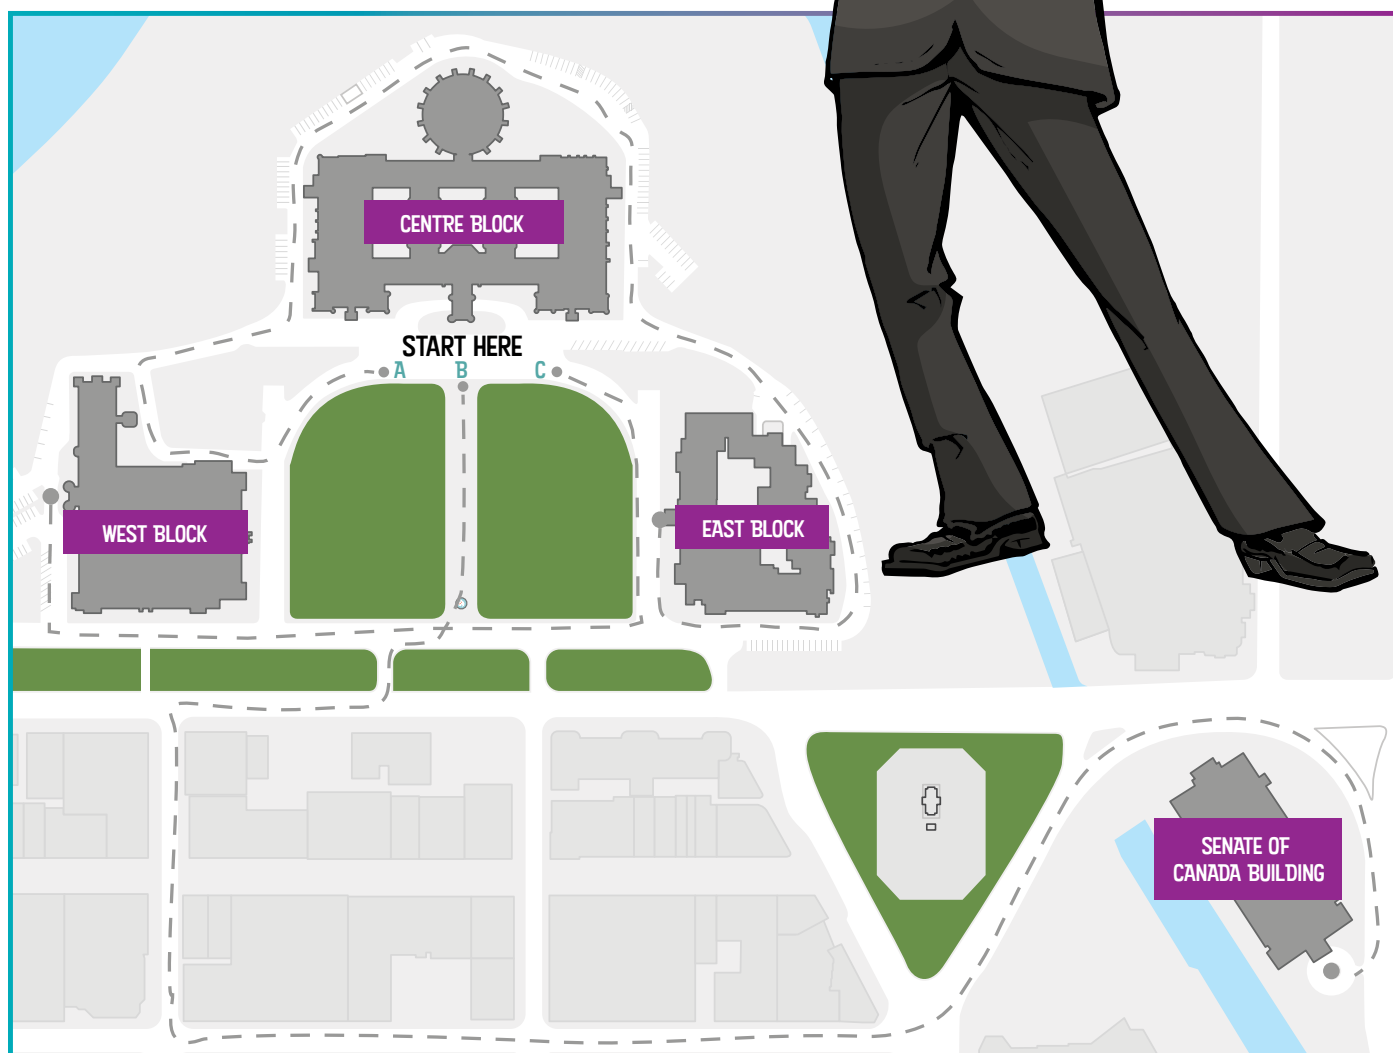 CENTRE BLOCK
START HERE
A B C
WEST BLOCK
EAST BLOCK
SENATE OF
CANADA BUILDING